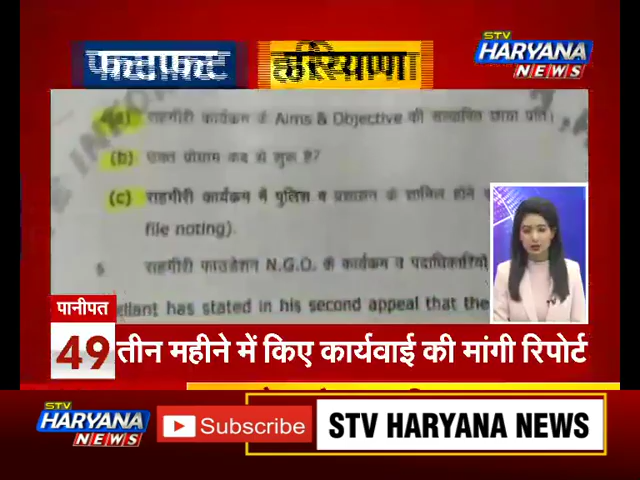 फटाफट हरियाणा
STV
HARYANA
NEWS
(a) राहगीरी कार्यक्रम के Aims & Objective की सत्यापित छाया प्रति।
(b) उक्त प्रोग्राम कब से शुरू है?
(c) राहगीरी कार्यक्रम में पुलिस व प्रशासन के शामिल होने
file noting).
राहगीरी फाउंडेशन N.G.O. के कार्यक्रम व पदाधिकारियों
ellant has stated in his second appeal that the
पानीपत
49 तीन महीने में किए कार्यवाई की मांगी रिपोर्ट
STV
HARYANA
NEWS
Subscribe
STV HARYANA NEWS